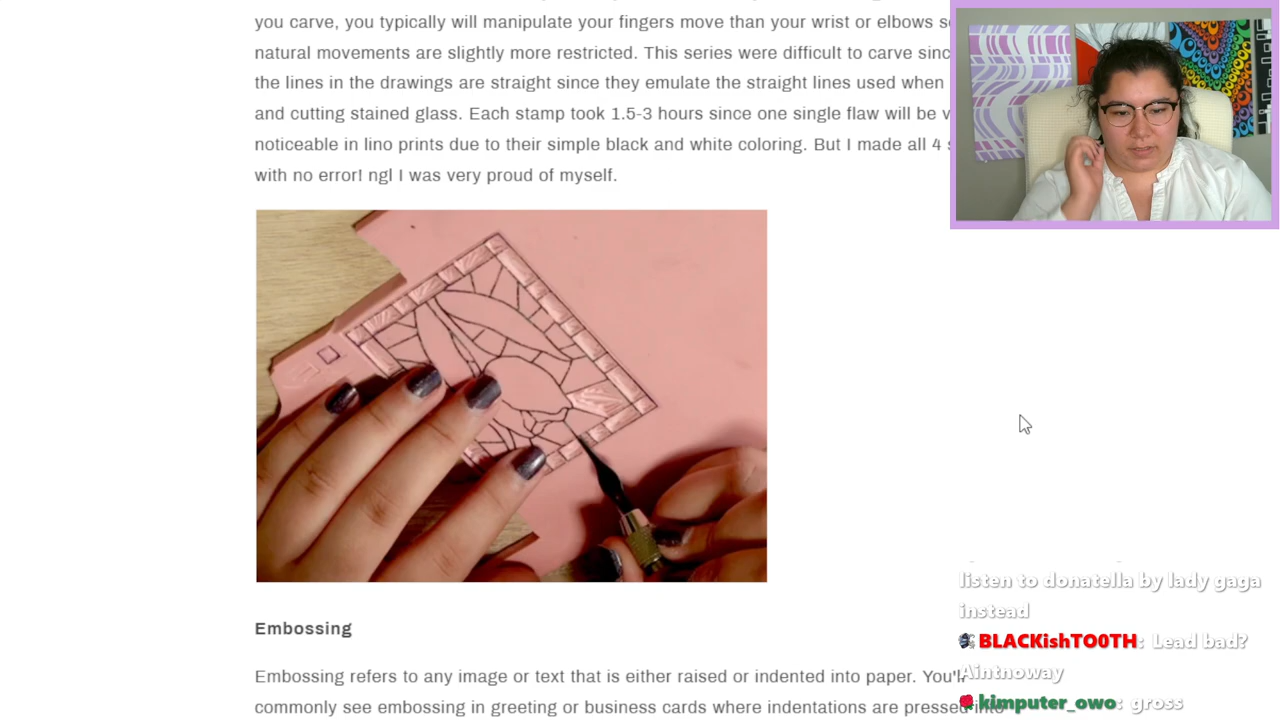 you carve, you typically will manipulate your fingers move than your wrist or elbows
natural movements are slightly more restricted. This series were difficult to carve
the lines in the drawings are straight since they emulate the straight lines used when
and cutting stained glass. Each stamp took 1.5-3 hours since one single flaw will be
noticeable in lino prints due to their simple black and white coloring. But I made all 4
with no error! ngl I was very proud of myself.
Embossing
Embossing refers to any image or text that is either raised or indented into paper. You'll
commonly see embossing in greeting or business cards where indentations are pressed into
listen to donatella by lady gaga
instead
BLACKishTO0TH: Lead bad?
Aintnoway
kimputer_owo: gross